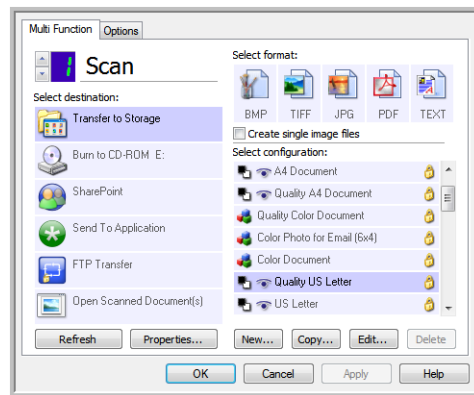 Multi Function
Options
1 Scan
Select destination:
Transfer to Storage
Burn to CD-ROM E:
SharePoint
Send To Application
FTP Transfer
Open Scanned Document(s)
Refresh
Properties...
Select format:
BMP TIFF JPG PDF TEXT
Create single image files
Select configuration:
A4 Document
Quality A4 Document
Quality Color Document
Color Photo for Email (6x4)
Color Document
Quality US Letter
US Letter
New... Copy... Edit... Delete
OK Cancel Apply Help